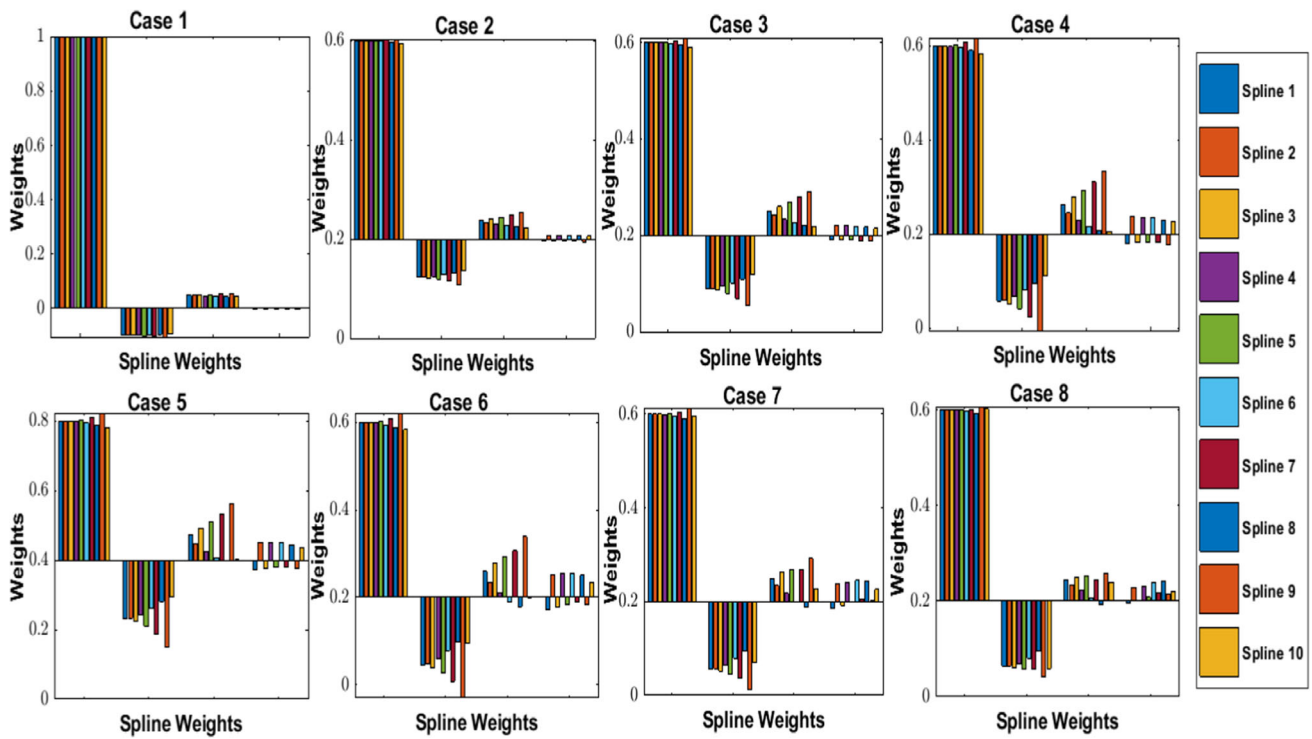 Case 1
Case 2
Case 3
Case 4
1
0.8
0.6
0.4
0.2
0
Weights
Spline Weights
0.6
0.4
0.2
0
Weights
Spline Weights
0.6
0.4
0.2
0
Weights
Spline Weights
0.6
0.4
0.2
0
Weights
Spline Weights
Case 5
Case 6
Case 7
Case 8
0.8
0.6
0.4
0.2
0
Weights
Spline Weights
0.6
0.4
0.2
0
Weights
Spline Weights
0.6
0.4
0.2
0
Weights
Spline Weights
0.6
0.4
0.2
0
Weights
Spline Weights
Spline 1
Spline 2
Spline 3
Spline 4
Spline 5
Spline 6
Spline 7
Spline 8
Spline 9
Spline 10